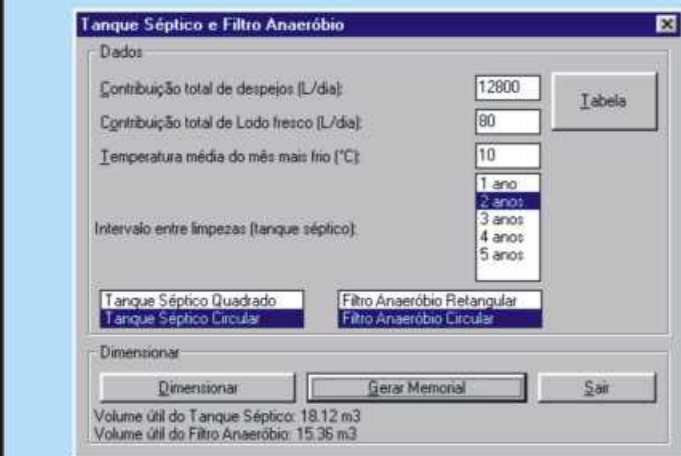 Tanque Séptico e Filtro Anaeróbio
Dados
Contribuição total de despejos (L/dia): 12800
Tabela
Contribuição total de Lodo fresco (L/dia): 80
Temperatura média do mês mais frio (°C): 10
Intervalo entre limpezas (tanque séptico):
1 ano
2 anos
3 anos
4 anos
5 anos
Tanque Séptico Quadrado
Tanque Séptico Circular
Filtro Anaeróbio Retangular
Filtro Anaeróbio Circular
Dimensionar
Dimensionar Gerar Memorial Sair
Volume útil do Tanque Séptico: 18.12 m3
Volume útil do Filtro Anaeróbio: 15.36 m3